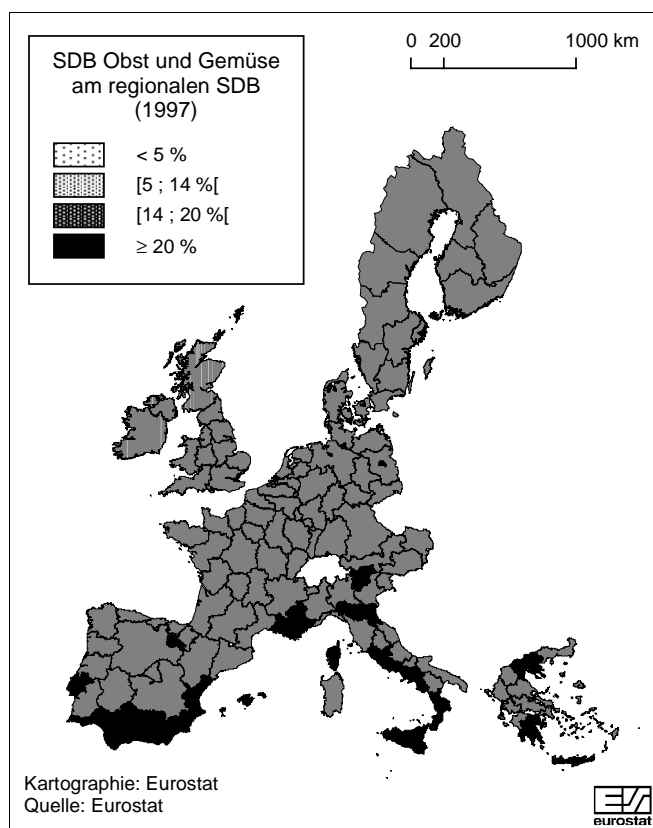 SDB Obst und Gemüse
am regionalen SDB
(1997)
< 5 %
[5 ; 14 %[
[14 ; 20 %[
≥ 20 %
0 200 1000 km
Kartographie: Eurostat
Quelle: Eurostat
eurostat